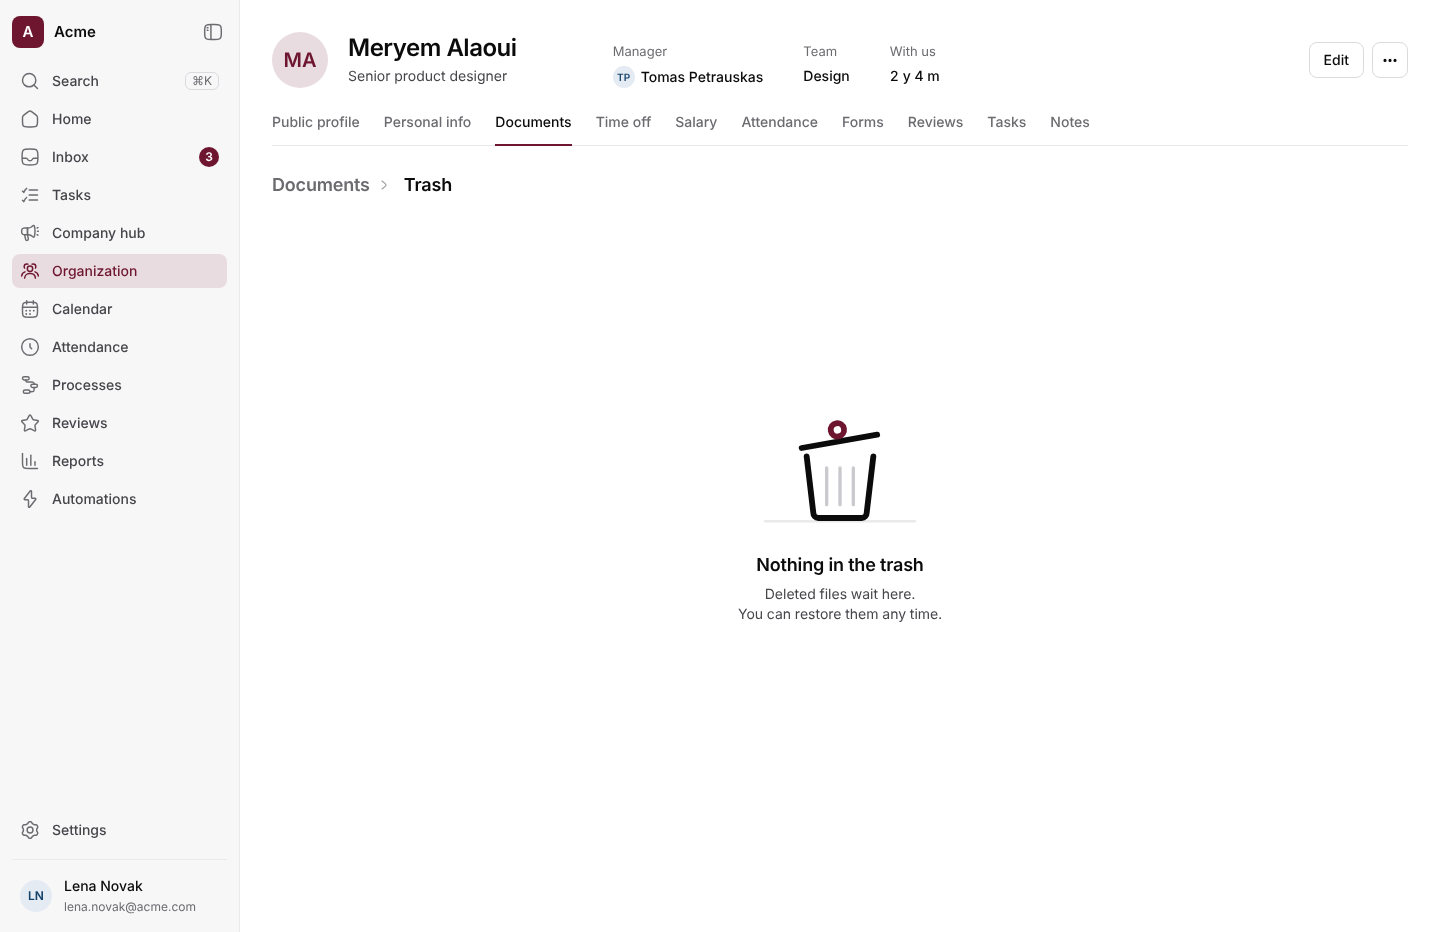 A Acme
Search ⌘K
Home
Inbox 3
Tasks
Company hub
Organization
Calendar
Attendance
Processes
Reviews
Reports
Automations
Settings
LN
Lena Novak
lena.novak@acme.com
MA
Meryem Alaoui
Senior product designer
Manager
TP Tomas Petrauskas
Team
Design
With us
2 y 4 m
Edit
Public profile Personal info Documents Time off Salary Attendance Forms Reviews Tasks Notes
Documents Trash
Nothing in the trash
Deleted files wait here.
You can restore them any time.